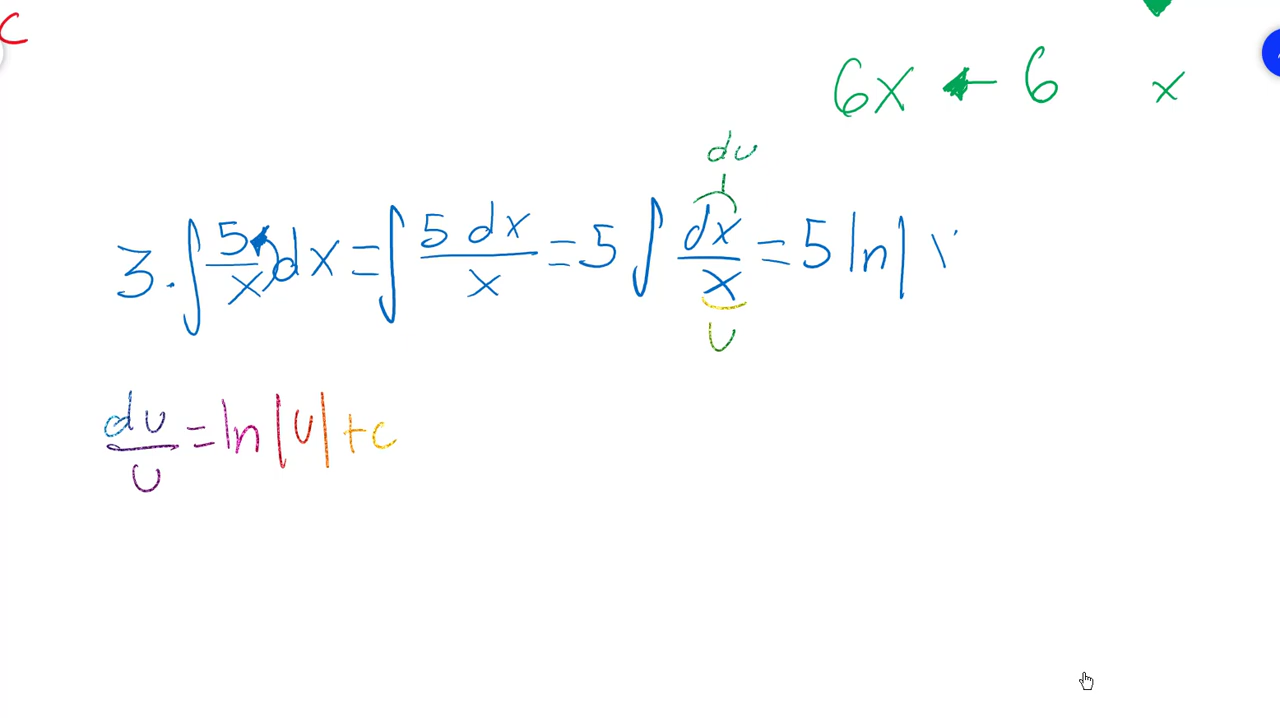 c
6x ← 6 x
du
3. ∫ 5/x dx = ∫ 5 dx/x = 5 ∫ dx/x = 5 ln|
u
du/u = ln|u| + c